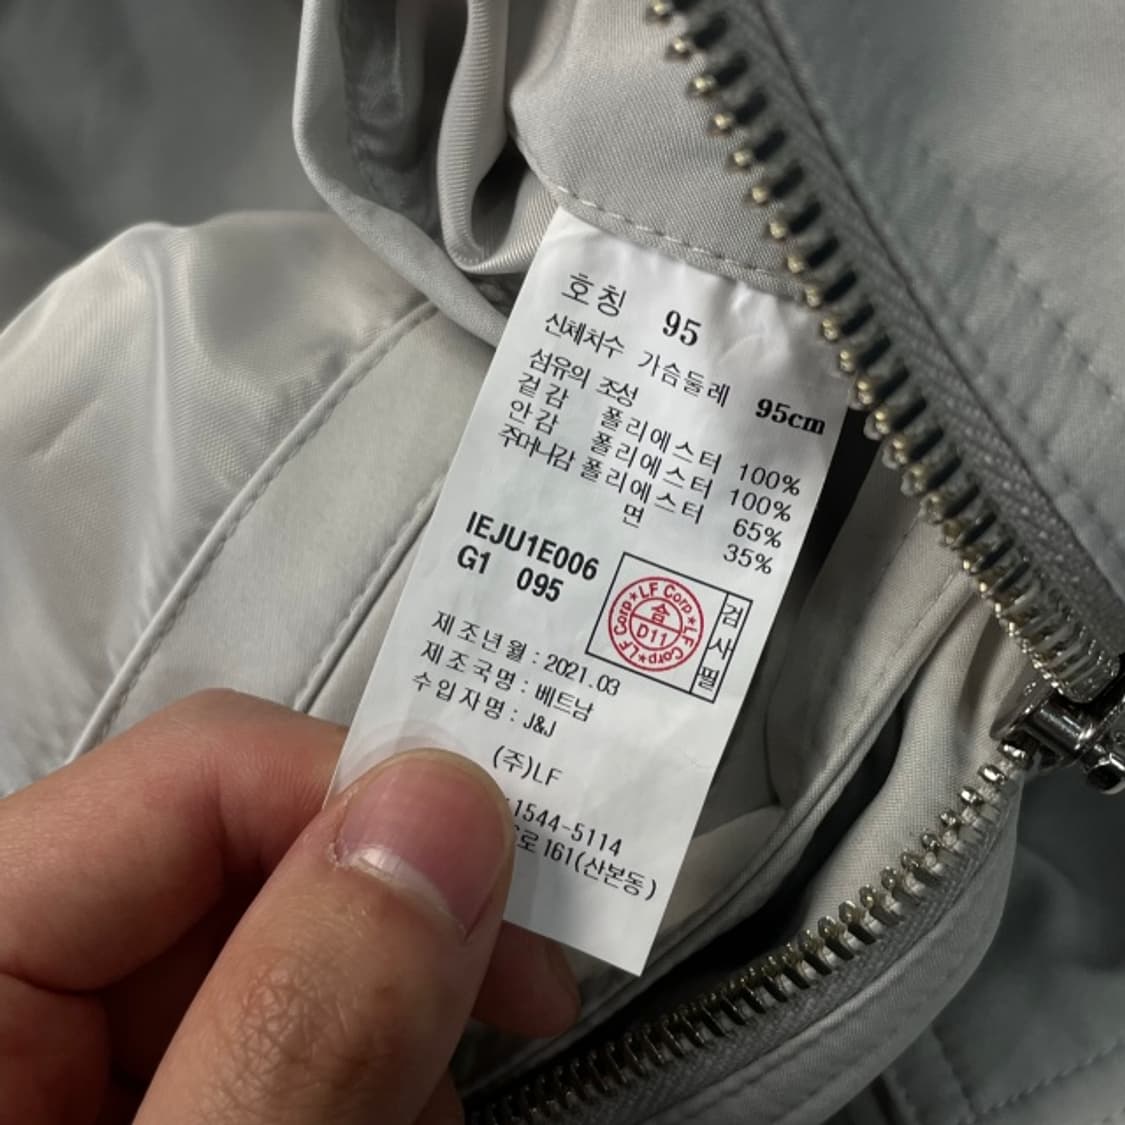 호칭 95
신체치수 가슴둘레 95cm
섬유의 조성
겉감 폴리에스터 100%
안감 폴리에스터 100%
주머니감 폴리에스터 65%
면 35%
IEJU1E006
G1 095
LF Corp★LF Corp★LF Corp★
合
D11
검사필
제조년월 : 2021.03
제조국명 : 베트남
수입자명 : J&J
(주)LF
1544-5114
로 161(산본동)